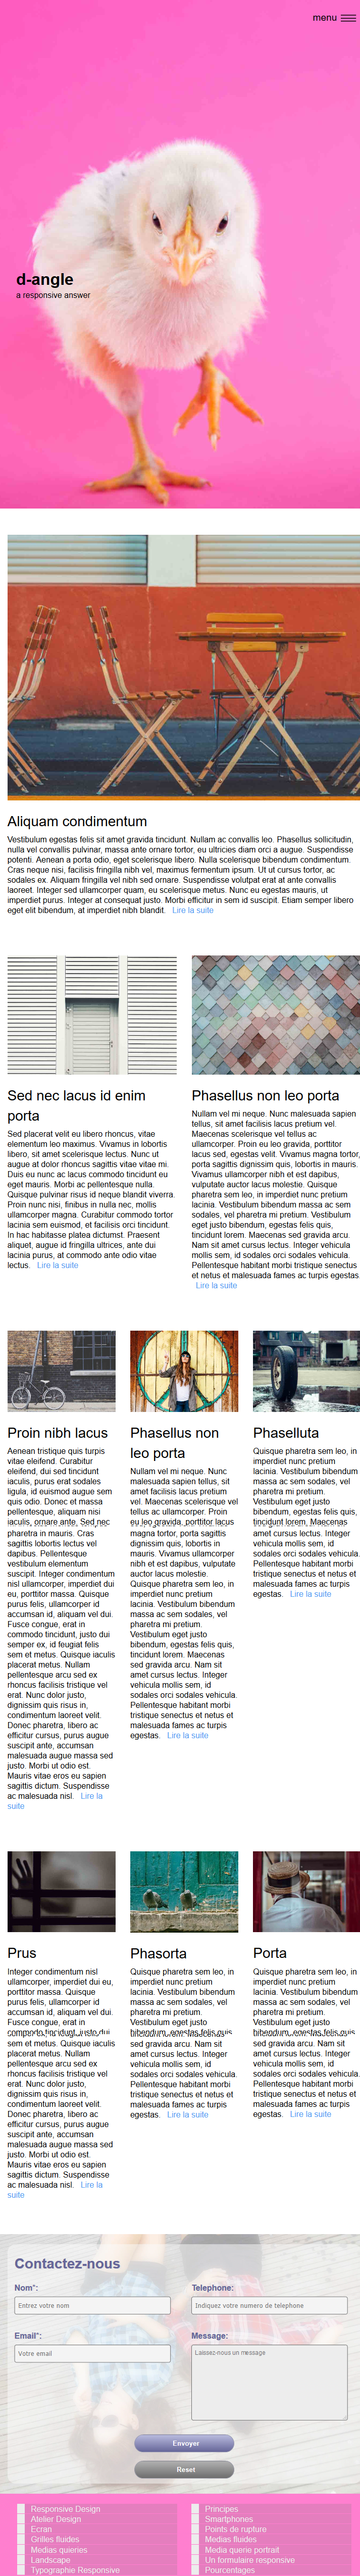 menu
d-angle
a responsive answer
Aliquam condimentum
Vestibulum egestas felis sit amet gravida tincidunt. Nullam ac convallis leo. Phasellus sollicitudin,
nulla vel convallis pulvinar, massa ante ornare tortor, eu ultricies diam orci a augue. Suspendisse
potenti. Aenean a porta odio, eget scelerisque libero. Nulla scelerisque bibendum condimentum.
Cras neque nisi, facilisis fringilla nibh vel, maximus fermentum ipsum. Ut ut cursus tortor, ac
sodales ex. Aliquam fringilla vel nibh sed ornare. Suspendisse volutpat erat at ante convallis
laoreet. Integer sed ullamcorper quam, eu scelerisque metus. Nunc eu egestas mauris, ut
imperdiet purus. Integer at consequat justo. Morbi efficitur in sem id suscipit. Etiam semper libero
eget elit bibendum, at imperdiet nibh blandit. Lire la suite
Sed nec lacus id enim
porta
Sed placerat velit eu libero rhoncus, vitae
elementum leo maximus. Vivamus in lobortis
libero, sit amet scelerisque lectus. Nunc ut
augue at dolor rhoncus sagittis vitae vitae mi.
Duis eu nunc ac lacus commodo tincidunt eu
eget mauris. Morbi ac pellentesque nulla.
Quisque pulvinar risus id neque blandit viverra.
Proin nunc nisi, finibus in nulla nec, mollis
ullamcorper magna. Curabitur commodo tortor
lacinia sem euismod, et facilisis orci tincidunt.
In hac habitasse platea dictumst. Praesent
aliquet, augue id fringilla ultrices, ante dui
lacinia purus, at commodo ante odio vitae
lectus. Lire la suite
Phasellus non leo porta
Nullam vel mi neque. Nunc malesuada sapien
tellus, sit amet facilisis lacus pretium vel.
Maecenas scelerisque vel tellus ac
ullamcorper. Proin eu leo gravida, porttitor
lacus sed, egestas velit. Vivamus magna tortor,
porta sagittis dignissim quis, lobortis in mauris.
Vivamus ullamcorper nibh et est dapibus,
vulputate auctor lacus molestie. Quisque
pharetra sem leo, in imperdiet nunc pretium
lacinia. Vestibulum bibendum massa ac sem
sodales, vel pharetra mi pretium. Vestibulum
eget justo bibendum, egestas felis quis,
tincidunt lorem. Maecenas sed gravida arcu.
Nam sit amet cursus lectus. Integer vehicula
mollis sem, id sodales orci sodales vehicula.
Pellentesque habitant morbi tristique senectus
et netus et malesuada fames ac turpis egestas.
Lire la suite
Proin nibh lacus
Aenean tristique quis turpis
vitae eleifend. Curabitur
eleifend, dui sed tincidunt
iaculis, purus erat sodales
ligula, id euismod augue sem
quis odio. Donec et massa
pellentesque, aliquam nisi
iaculis, ornare ante. Sed nec
pharetra in mauris. Cras
sagittis lobortis lectus vel
dapibus. Pellentesque
vestibulum elementum
suscipit. Integer condimentum
nisl ullamcorper, imperdiet dui
eu, porttitor massa. Quisque
purus felis, ullamcorper id
accumsan id, aliquam vel dui.
Fusce congue, erat in
commodo tincidunt, justo dui
semper ex, id feugiat felis
sem et metus. Quisque iaculis
placerat metus. Nullam
pellentesque arcu sed ex
rhoncus facilisis tristique vel
erat. Nunc dolor justo,
dignissim quis risus in,
condimentum laoreet velit.
Donec pharetra, libero ac
efficitur cursus, purus augue
suscipit ante, accumsan
malesuada augue massa sed
justo. Morbi ut odio est.
Mauris vitae eros eu sapien
sagittis dictum. Suspendisse
ac malesuada nisl. Lire la
suite
Phasellus non
leo porta
Nullam vel mi neque. Nunc
malesuada sapien tellus, sit
amet facilisis lacus pretium
vel. Maecenas scelerisque vel
tellus ac ullamcorper. Proin
eu leo gravida, porttitor lacus
magna tortor, porta sagittis
dignissim quis, lobortis in
mauris. Vivamus ullamcorper
nibh et est dapibus, vulputate
auctor lacus molestie.
Quisque pharetra sem leo, in
imperdiet nunc pretium
lacinia. Vestibulum bibendum
massa ac sem sodales, vel
pharetra mi pretium.
Vestibulum eget justo
bibendum, egestas felis quis,
tincidunt lorem. Maecenas
sed gravida arcu. Nam sit
amet cursus lectus. Integer
vehicula mollis sem, id
sodales orci sodales vehicula.
Pellentesque habitant morbi
tristique senectus et netus et
malesuada fames ac turpis
egestas. Lire la suite
Phaselluta
Quisque pharetra sem leo, in
imperdiet nunc pretium
lacinia. Vestibulum bibendum
massa ac sem sodales, vel
pharetra mi pretium.
Vestibulum eget justo
bibendum, egestas felis quis,
tincidunt lorem. Maecenas
amet cursus lectus. Integer
vehicula mollis sem, id
sodales orci sodales vehicula.
Pellentesque habitant morbi
tristique senectus et netus et
malesuada fames ac turpis
egestas. Lire la suite
Prus
Integer condimentum nisl
ullamcorper, imperdiet dui eu,
porttitor massa. Quisque
purus felis, ullamcorper id
accumsan id, aliquam vel dui.
Fusce congue, erat in
commodo tincidunt, justo dui
sem et metus. Quisque iaculis
placerat metus. Nullam
pellentesque arcu sed ex
rhoncus facilisis tristique vel
erat. Nunc dolor justo,
dignissim quis risus in,
condimentum laoreet velit.
Donec pharetra, libero ac
efficitur cursus, purus augue
suscipit ante, accumsan
malesuada augue massa sed
justo. Morbi ut odio est.
Mauris vitae eros eu sapien
sagittis dictum. Suspendisse
ac malesuada nisl. Lire la
suite
Phasorta
Quisque pharetra sem leo, in
imperdiet nunc pretium
lacinia. Vestibulum bibendum
massa ac sem sodales, vel
pharetra mi pretium.
Vestibulum eget justo
bibendum, egestas felis quis
sed gravida arcu. Nam sit
amet cursus lectus. Integer
vehicula mollis sem, id
sodales orci sodales vehicula.
Pellentesque habitant morbi
tristique senectus et netus et
malesuada fames ac turpis
egestas. Lire la suite
Porta
Quisque pharetra sem leo, in
imperdiet nunc pretium
lacinia. Vestibulum bibendum
massa ac sem sodales, vel
pharetra mi pretium.
Vestibulum eget justo
bibendum, egestas felis quis
sed gravida arcu. Nam sit
amet cursus lectus. Integer
vehicula mollis sem, id
sodales orci sodales vehicula.
Pellentesque habitant morbi
tristique senectus et netus et
malesuada fames ac turpis
egestas. Lire la suite
Contactez-nous
Nom*:
Entrez votre nom
Telephone:
Indiquez votre numero de telephone
Email*:
Votre email
Message:
Laissez-nous un message
Envoyer
Reset
Responsive Design
Atelier Design
Ecran
Grilles fluides
Medias quieries
Landscape
Typographie Responsive
Principes
Smartphones
Points de rupture
Medias fluides
Media querie portrait
Un formulaire responsive
Pourcentages